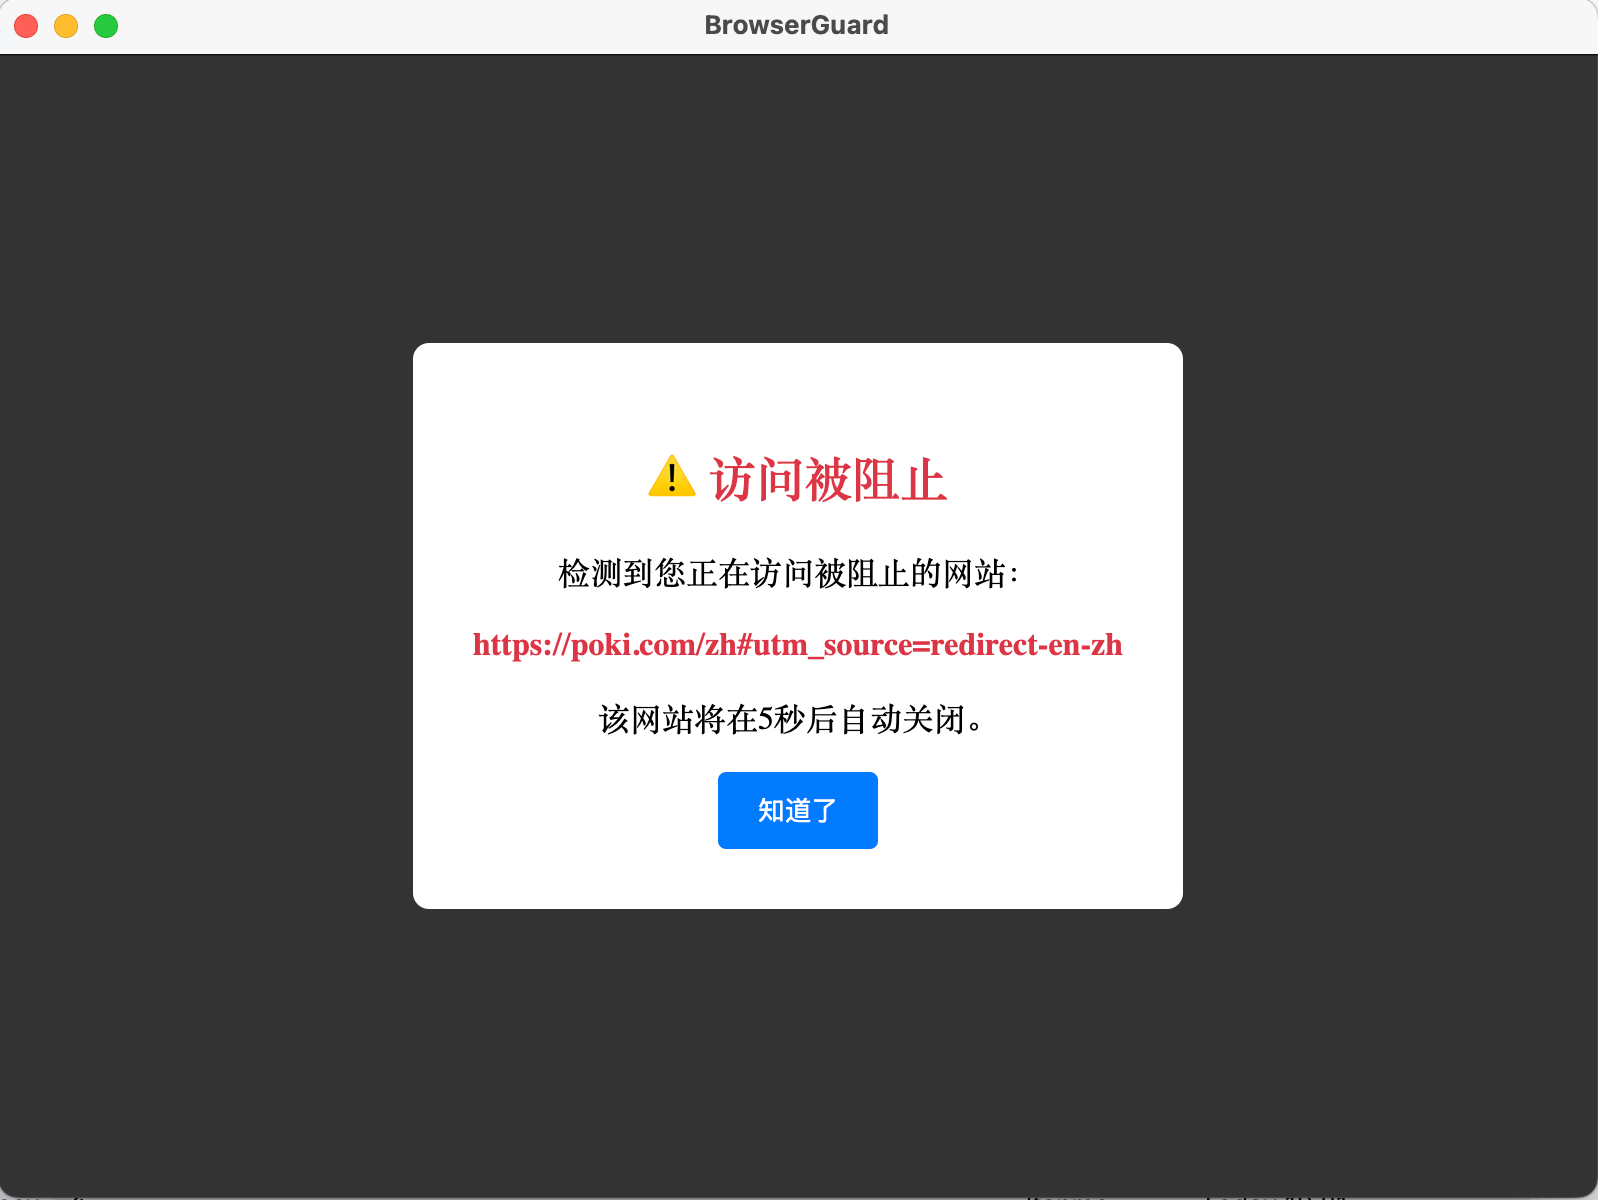 BrowserGuard
⚠️ 访问被阻止
检测到您正在访问被阻止的网站：
https://poki.com/zh#utm_source=redirect-en-zh
该网站将在5秒后自动关闭。
知道了